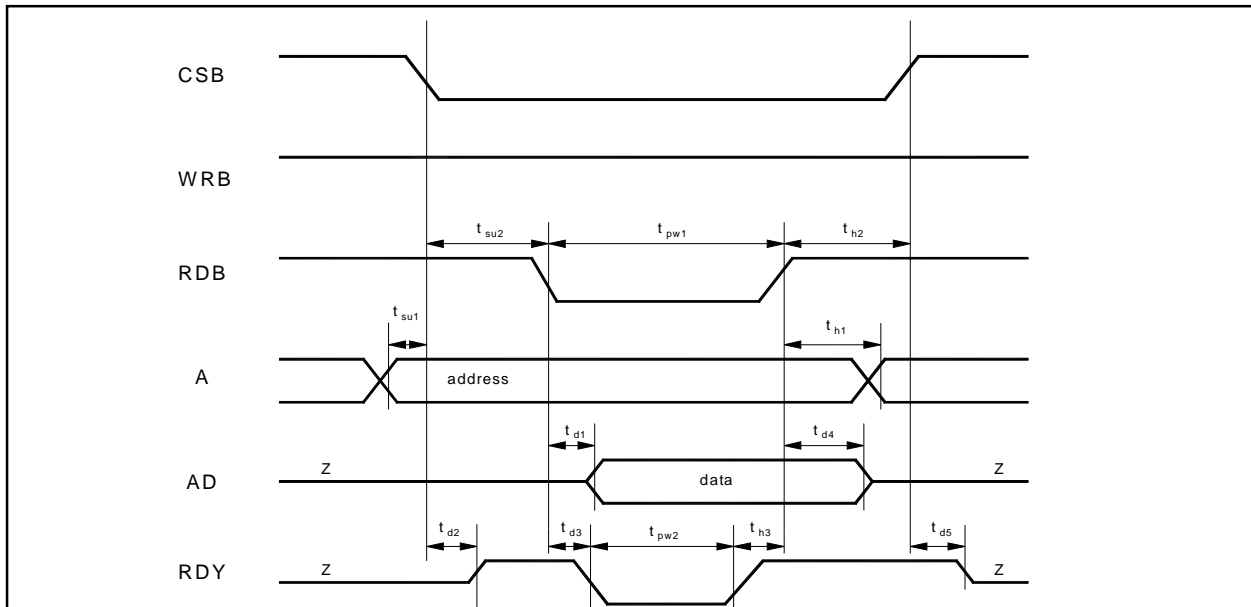 CSB
WRB
t su2 t pw1 t h2
RDB
t su1 t h1
A address
t d1 t d4
Z data Z
AD
t d2 t d3 t pw2 t h3 t d5
RDY Z Z